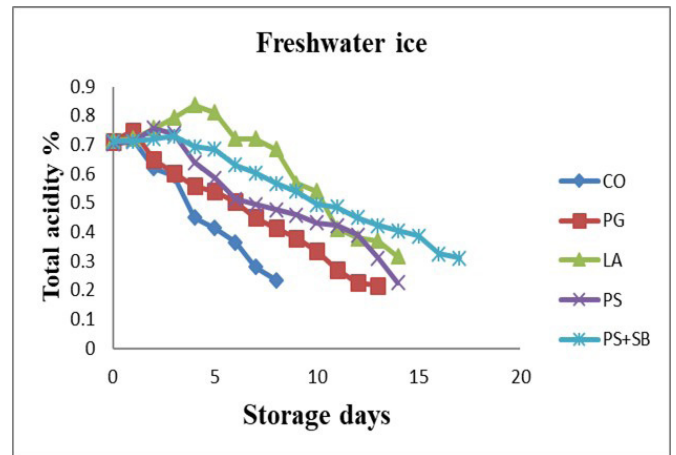 Freshwater ice
Total acidity %
0.9
0.8
0.7
0.6
0.5
0.4
0.3
0.2
0.1
0
0 5 10 15 20
Storage days
CO
PG
LA
PS
PS+SB